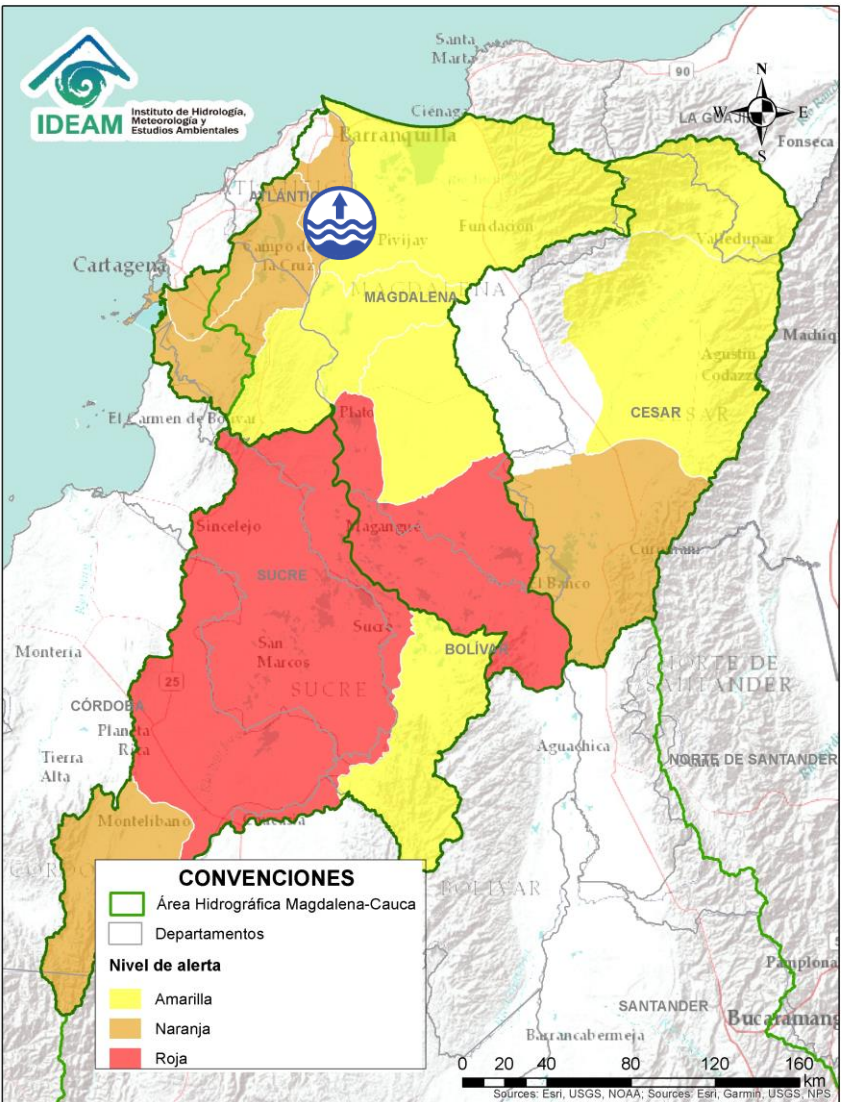 IDEAM
Instituto de Hidrología,
Meteorología y
Estudios Ambientales
Santa
Marta
90
N
W
E
S
LA GUAJIRA
Fonseca
Ciénaga
Barranquilla
ATLÁNTICO
Campo de
la Cruz
Pivijay
Fundación
Valledupar
Cartagena
MAGDALENA
MAGDALENA
Agustín
Codazzi
CESAR
CESAR
El Carmen de Bolívar
Plato
Sincelejo
Magangué
SUCRE
El Banco
Sucre
San
Marcos
SUCRE
BOLÍVAR
Montería
25
CÓRDOBA
Planeta
Rica
Tierra
Alta
NORTE DE
SANTANDER
NORTE DE SANTANDER
Aguachica
Montelibano
BOLÍVAR
CONVENCIONES
Área Hidrográfica Magdalena-Cauca
Departamentos
Nivel de alerta
Amarilla
Naranja
Roja
Pamplona
SANTANDER
Bucaramang
Barrancabermeja
0 20 40 80 120 160
km
Sources: Esri, USGS, NOAA; Sources: Esri, Garmin, USGS, NPS